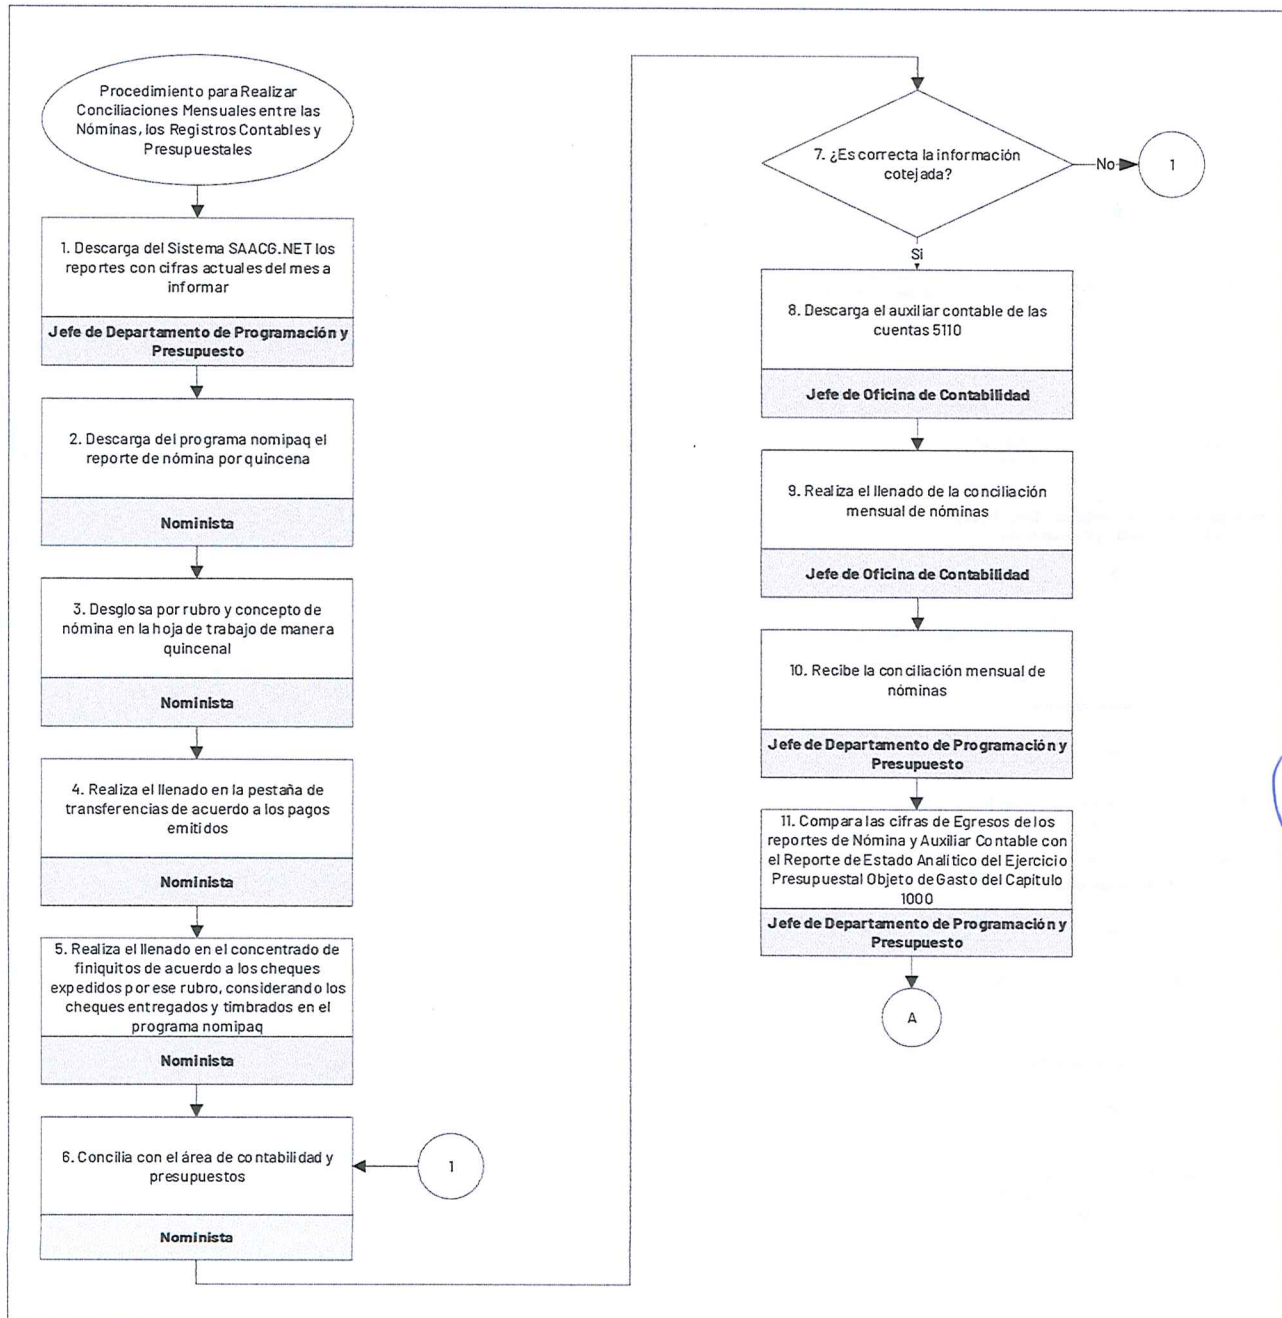 Procedimiento para Realizar
Conciliaciones Mensuales entre las
Nóminas, los Registros Contables y
Presupuestales
1. Descarga del Sistema SAACG.NET los
reportes con cifras actuales del mes a
informar
Jefe de Departamento de Programación y
Presupuesto
2. Descarga del programa nomipaq el
reporte de nómina por quincena
Nominista
3. Desglosa por rubro y concepto de
nómina en la hoja de trabajo de manera
quincenal
Nominista
4. Realiza el llenado en la pestaña de
transferencias de acuerdo a los pagos
emitidos
Nominista
5. Realiza el llenado en el concentrado de
finiquitos de acuerdo a los cheques
expedidos por ese rubro, considerando los
cheques entregados y timbrados en el
programa nomipaq
Nominista
6. Concilia con el área de contabilidad y
presupuestos
Nominista
1
7. ¿Es correcta la información
cotejada?
No
1
Si
8. Descarga el auxiliar contable de las
cuentas 5110
Jefe de Oficina de Contabilidad
9. Realiza el llenado de la conciliación
mensual de nóminas
Jefe de Oficina de Contabilidad
10. Recibe la conciliación mensual de
nóminas
Jefe de Departamento de Programación y
Presupuesto
11. Compara las cifras de Egresos de los
reportes de Nómina y Auxiliar Contable con
el Reporte de Estado Analítico del Ejercicio
Presupuestal Objeto de Gasto del Capitulo
1000
Jefe de Departamento de Programación y
Presupuesto
A